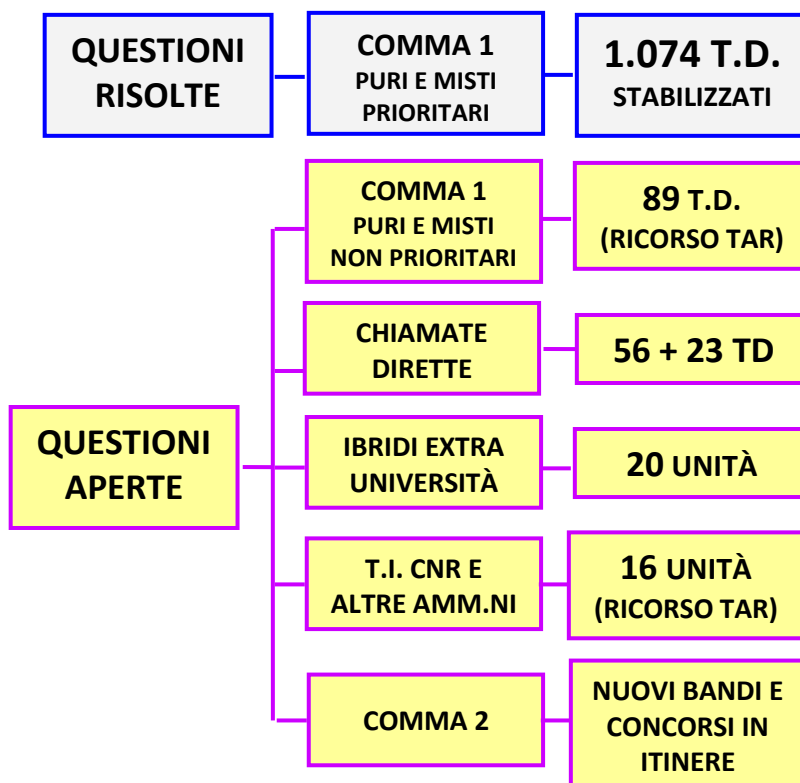 QUESTIONI
RISOLTE
COMMA 1
PURI E MISTI
PRIORITARI
1.074 T.D.
STABILIZZATI
QUESTIONI
APERTE
COMMA 1
PURI E MISTI
NON PRIORITARI
89 T.D.
(RICORSO TAR)
CHIAMATE
DIRETTE
56 + 23 TD
IBRIDI EXTRA
UNIVERSITÀ
20 UNITÀ
T.I. CNR E
ALTRE AMM.NI
16 UNITÀ
(RICORSO TAR)
COMMA 2
NUOVI BANDI E
CONCORSI IN
ITINERE